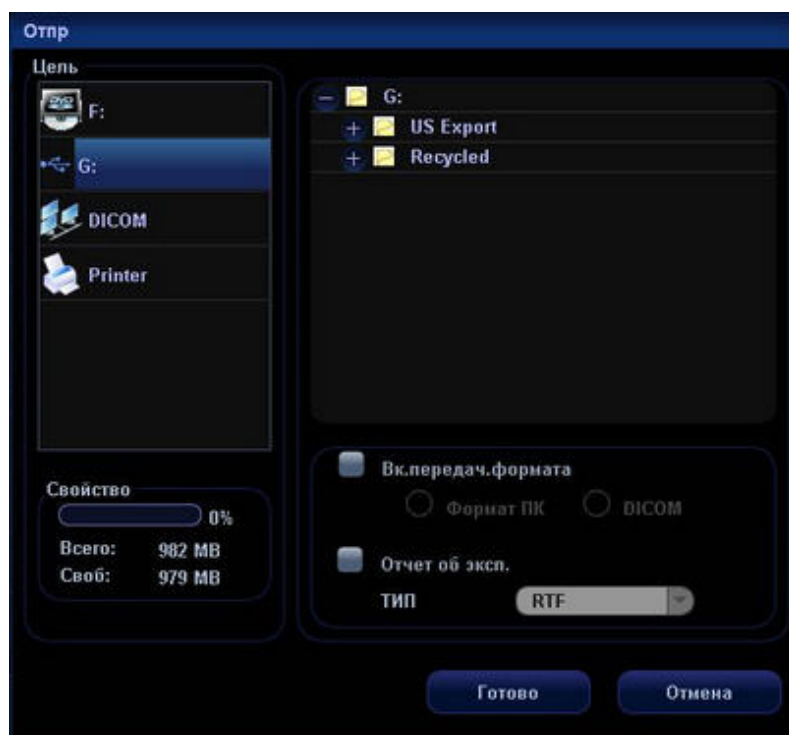 Отпр
Цель
F:
G:
DICOM
Printer
G:
US Export
Recycled
Свойство
0%
Всего: 982 MB
Своб: 979 MB
Вк.передач.формата
Формат ПК DICOM
Отчет об эксп.
ТИП RTF
Готово Отмена